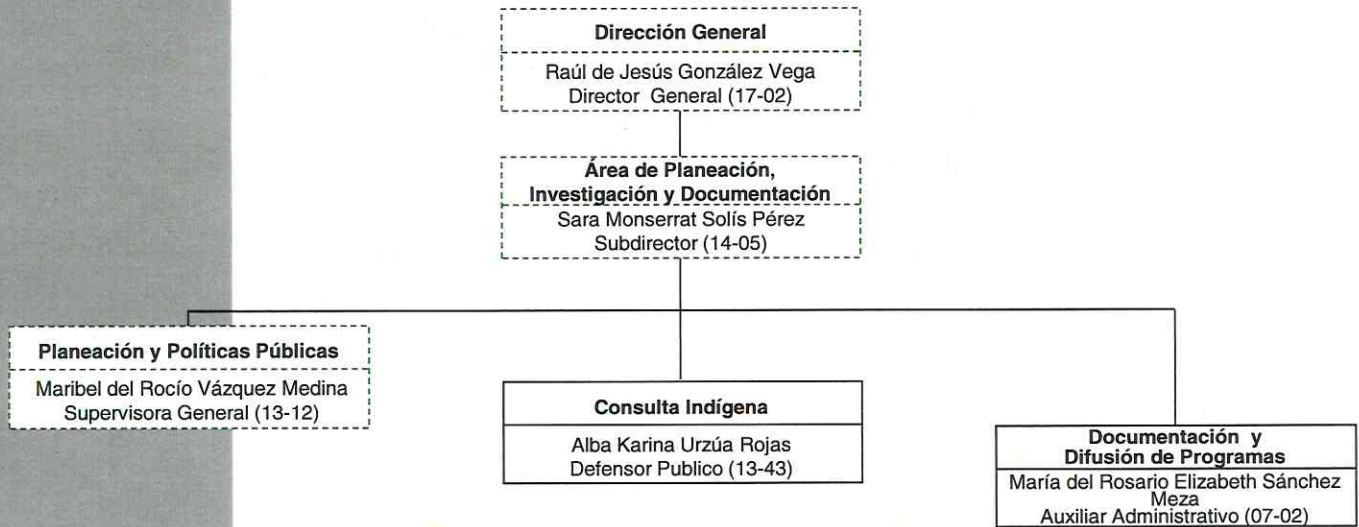 Dirección General
Raúl de Jesús González Vega
Director General (17-02)
Área de Planeación,
Investigación y Documentación
Sara Monserrat Solís Pérez
Subdirector (14-05)
Planeación y Políticas Públicas
Maribel del Rocío Vázquez Medina
Supervisora General (13-12)
Consulta Indígena
Alba Karina Urzúa Rojas
Defensor Publico (13-43)
Documentación y
Difusión de Programas
María del Rosario Elizabeth Sánchez
Meza
Auxiliar Administrativo (07-02)